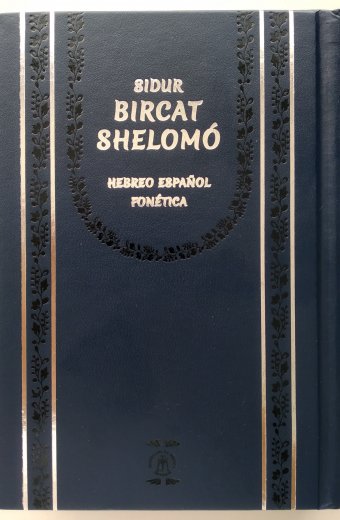 SIDUR
BIRCAT
SHELOMÓ
HEBREO ESPAÑOL
FONÉTICA